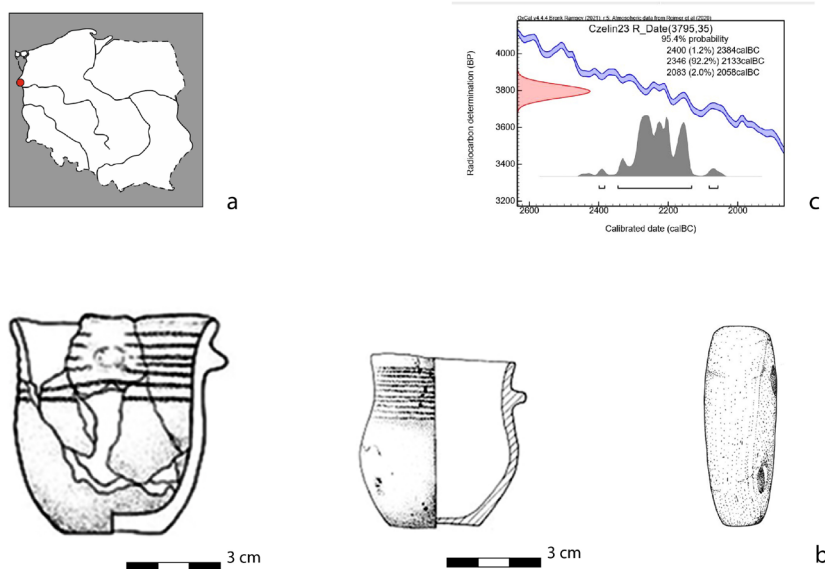 a
OxCal v4.4.4 Bronk Ramsey (2021); r:5; Atmospheric data from Reimer et al (2020)
Czelin23 R_Date(3795,35)
95.4% probability
2400 (1.2%) 2384calBC
2346 (92.2%) 2133calBC
2083 (2.0%) 2058calBC
Radiocarbon determination (BP)
4000
3800
3600
3400
3200
2600
2400
2200
2000
Calibrated date (calBC)
c
3 cm
3 cm
b